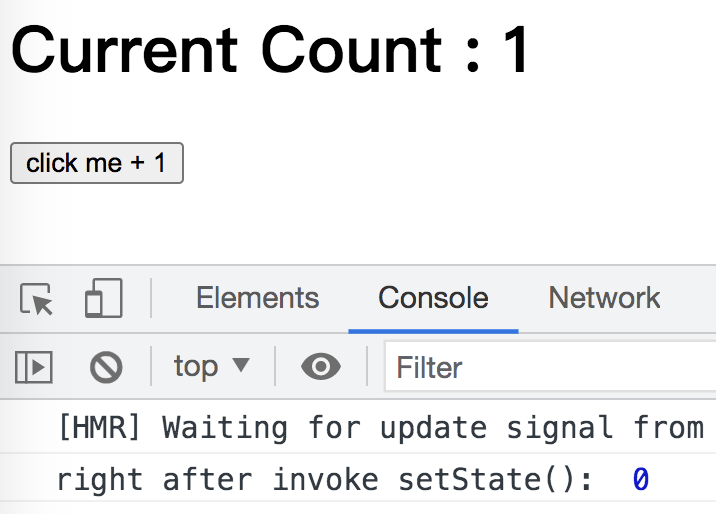 Current Count : 1
click me + 1
Elements Console Network
top Filter
[HMR] Waiting for update signal from
right after invoke setState(): 0